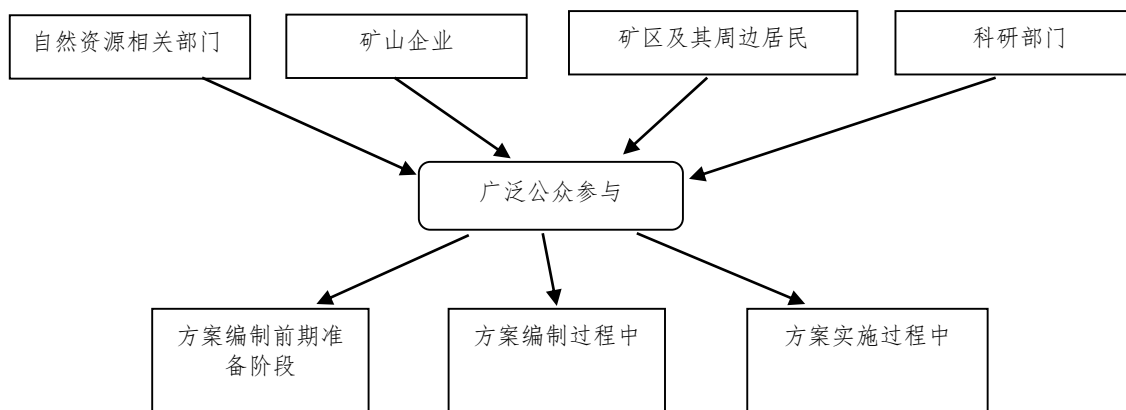 自然资源相关部门
矿山企业
矿区及其周边居民
科研部门
广泛公众参与
方案编制前期准
备阶段
方案编制过程中
方案实施过程中